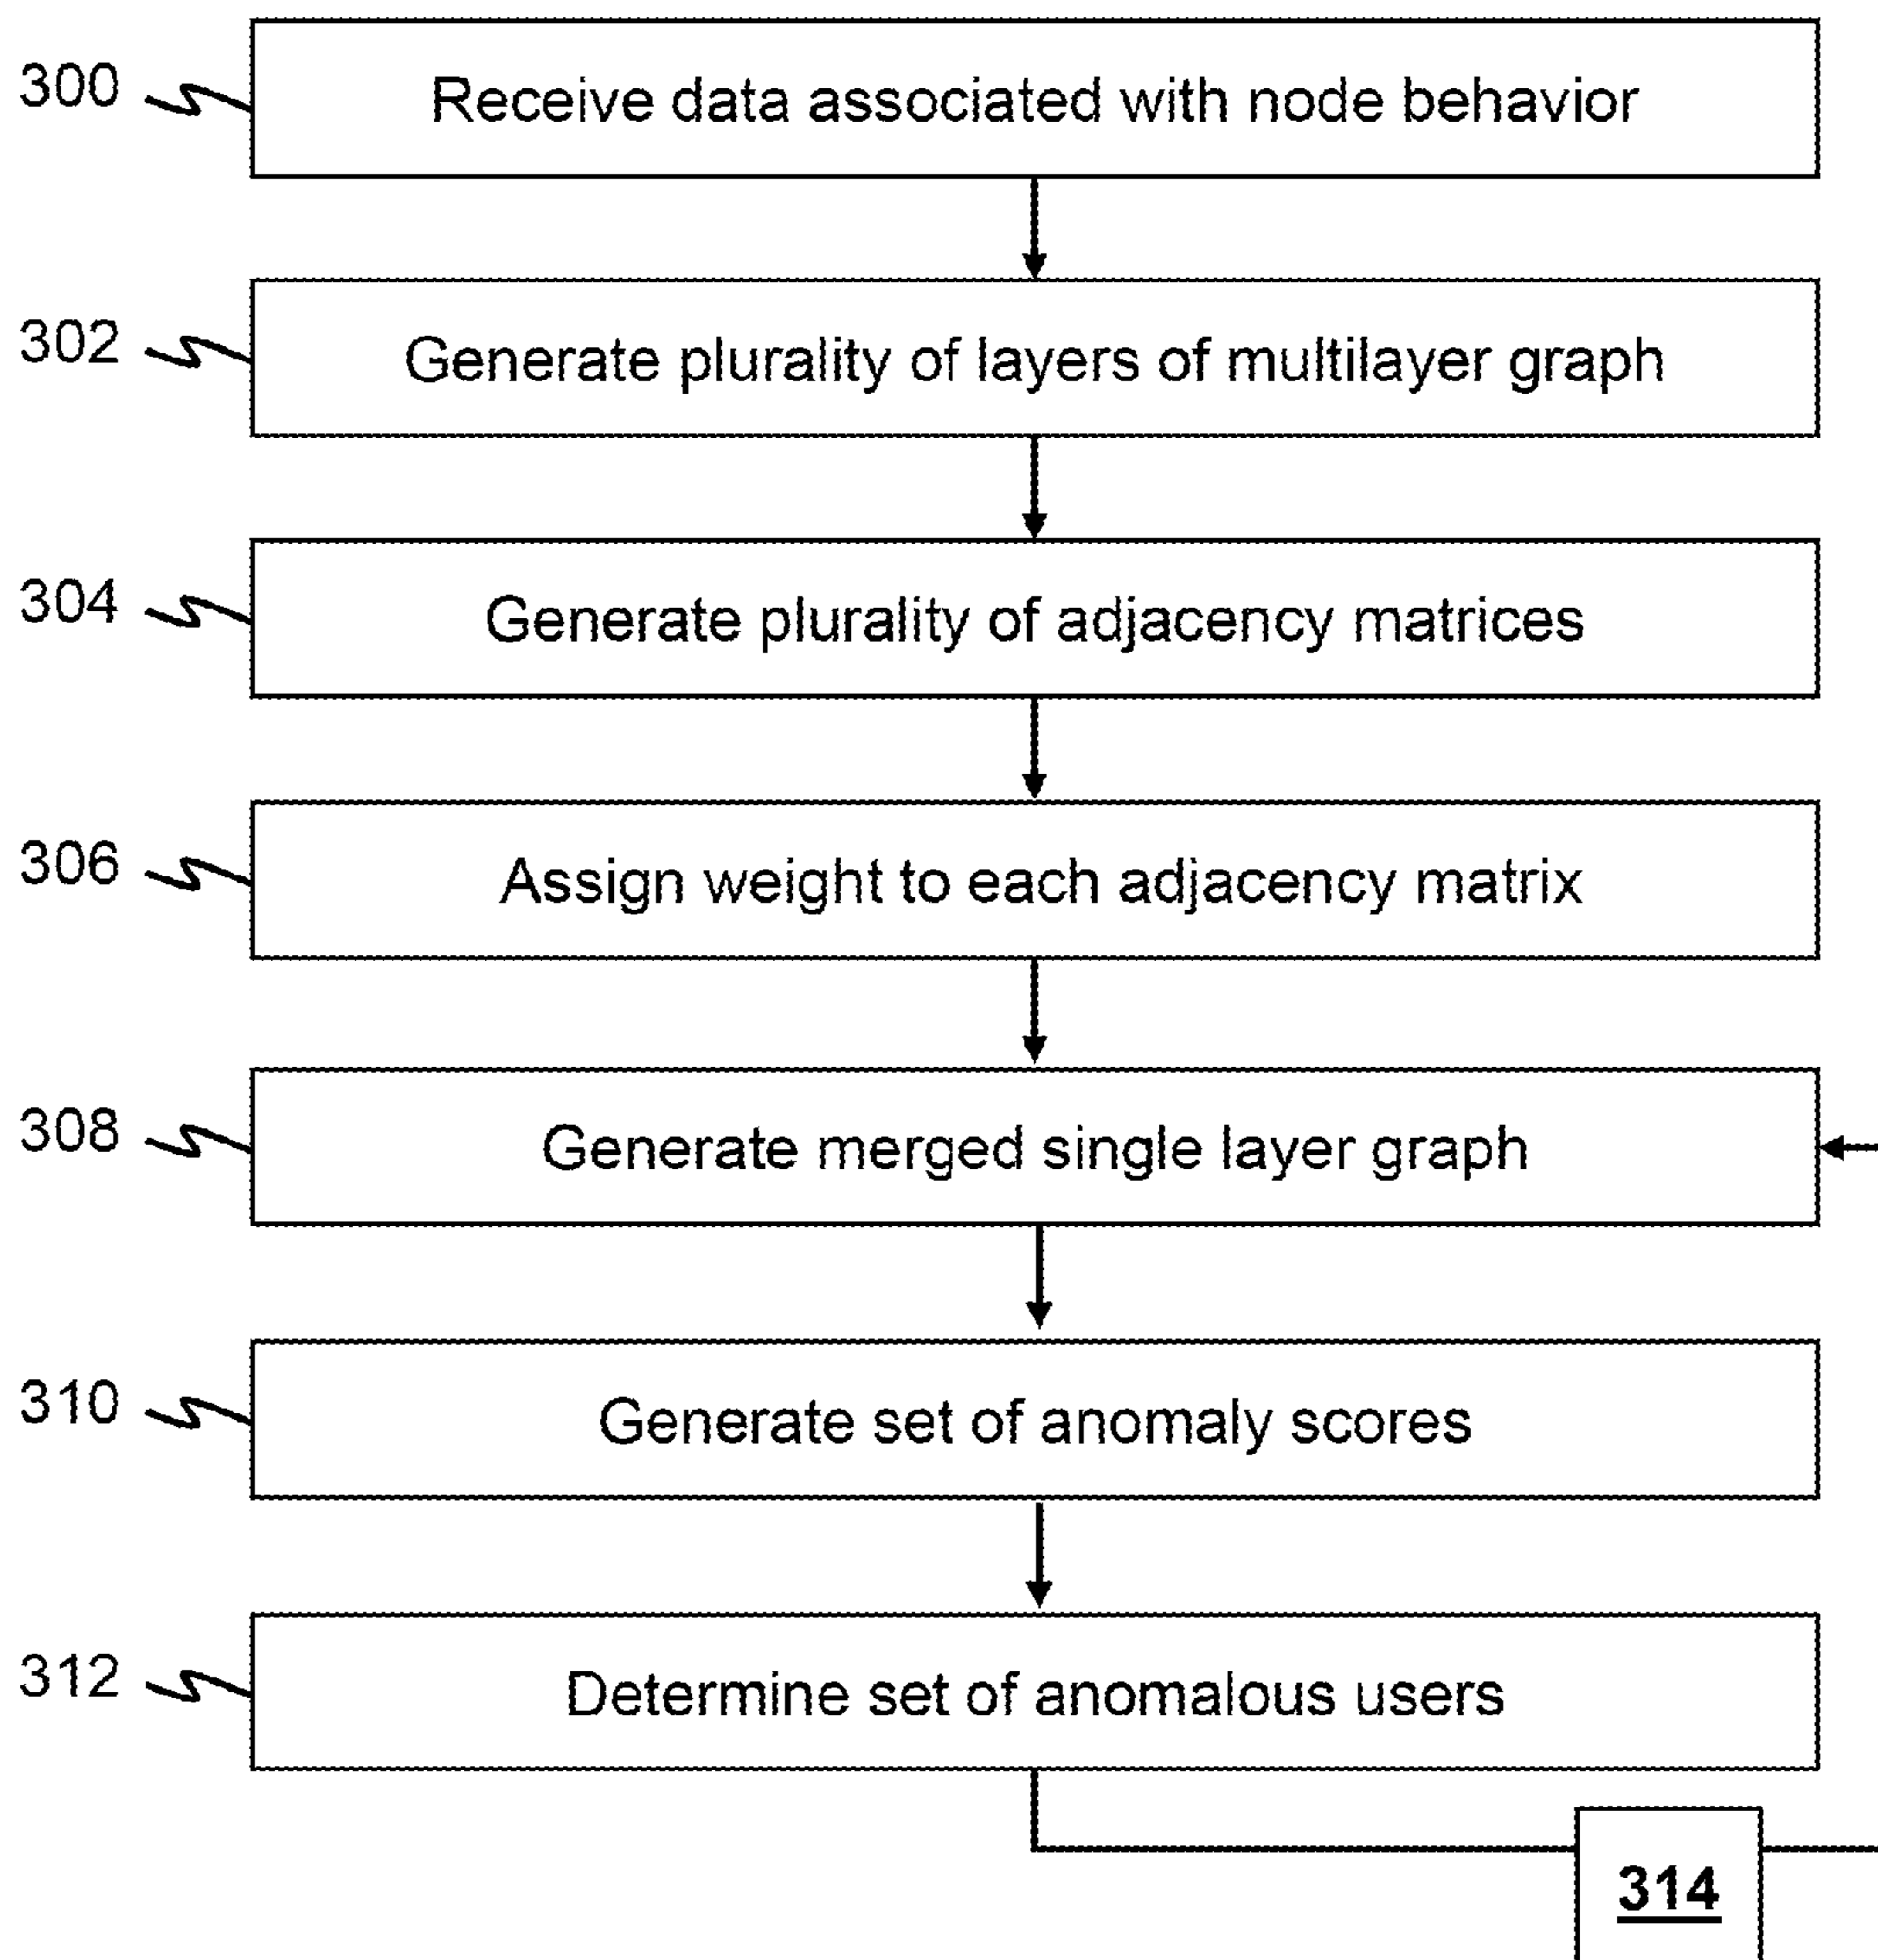 300
Receive data associated with node behavior
302
Generate plurality of layers of multilayer graph
304
Generate plurality of adjacency matrices
306
Assign weight to each adjacency matrix
308
Generate merged single layer graph
310
Generate set of anomaly scores
312
Determine set of anomalous users
314